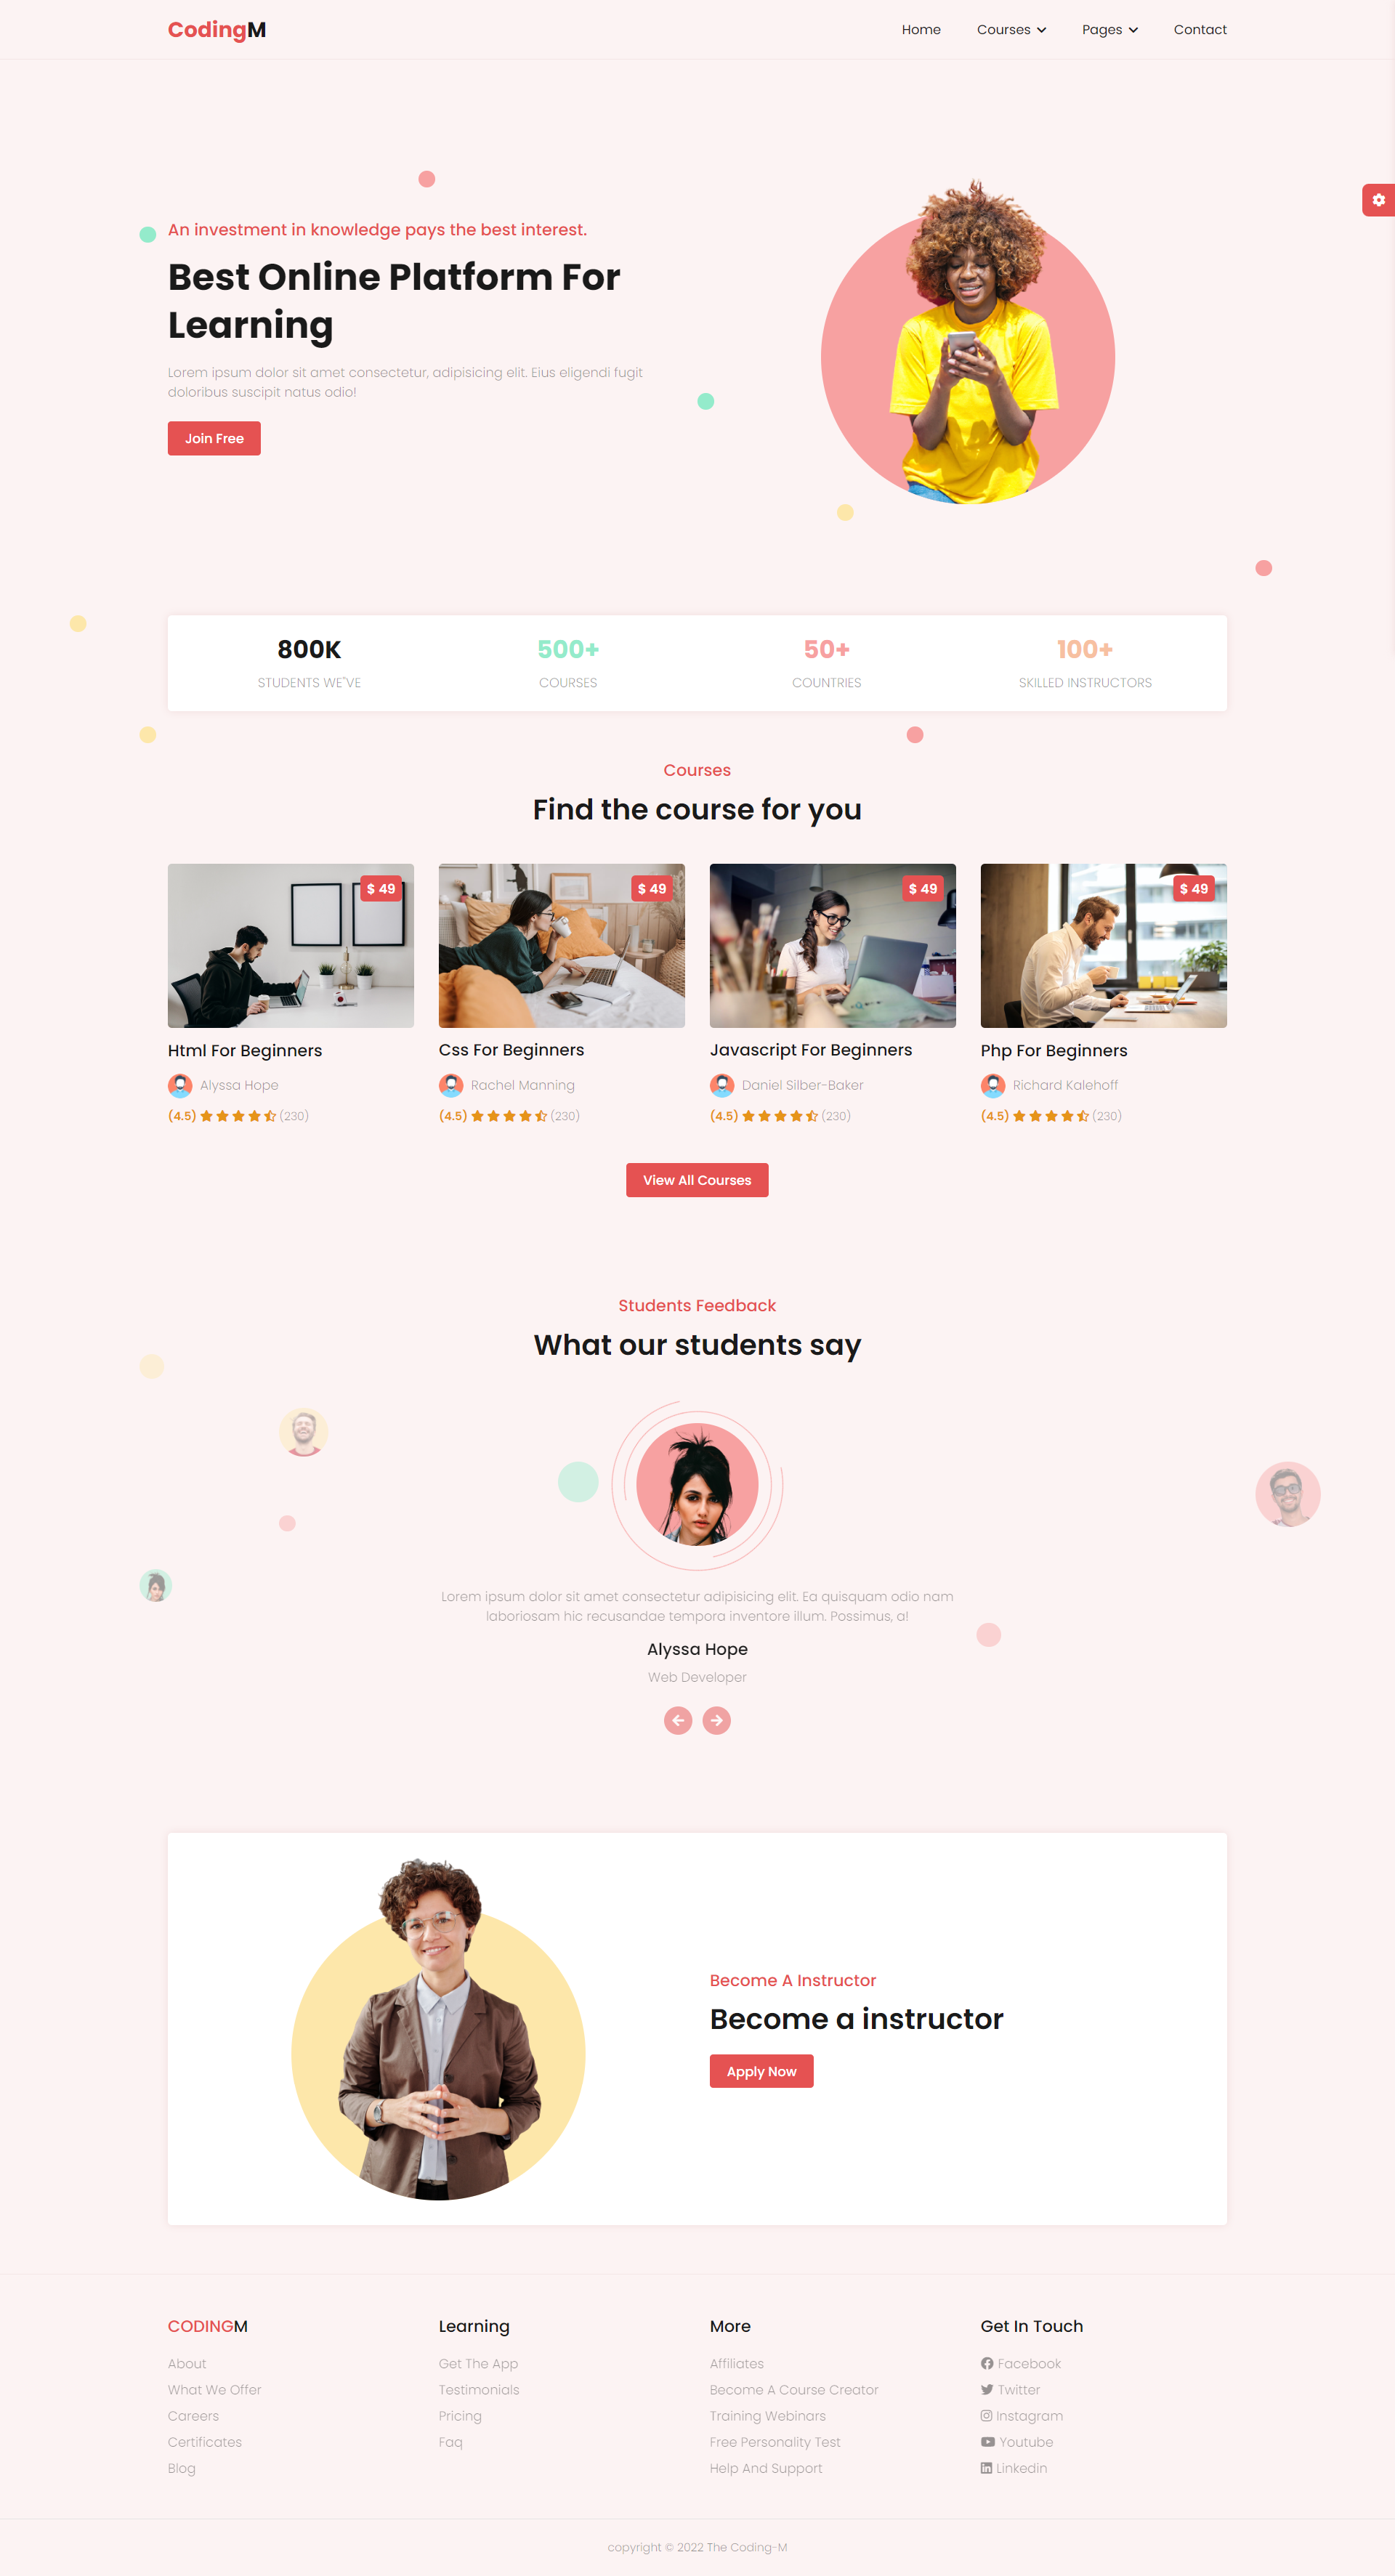 CodingM
Home Courses Pages Contact
An investment in knowledge pays the best interest.
Best Online Platform For
Learning
Lorem ipsum dolor sit amet consectetur, adipisicing elit. Eius eligendi fugit
doloribus suscipit natus odio!
Join Free
800K 500+ 50+ 100+
STUDENTS WE'VE COURSES COUNTRIES SKILLED INSTRUCTORS
Courses
Find the course for you
$ 49 $ 49 $ 49 $ 49
Html For Beginners Css For Beginners Javascript For Beginners Php For Beginners
Alyssa Hope Rachel Manning Daniel Silber-Baker Richard Kalehoff
(4.5) (230) (4.5) (230) (4.5) (230) (4.5) (230)
View All Courses
Students Feedback
What our students say
Lorem ipsum dolor sit amet consectetur adipisicing elit. Ea quisquam odio nam
laboriosam hic recusandae tempora inventore illum. Possimus, a!
Alyssa Hope
Web Developer
Become A Instructor
Become a instructor
Apply Now
CODINGM
About
What We Offer
Careers
Certificates
Blog
Learning
Get The App
Testimonials
Pricing
Faq
More
Affiliates
Become A Course Creator
Training Webinars
Free Personality Test
Help And Support
Get In Touch
Facebook
Twitter
Instagram
Youtube
Linkedin
copyright © 2022 The Coding-M